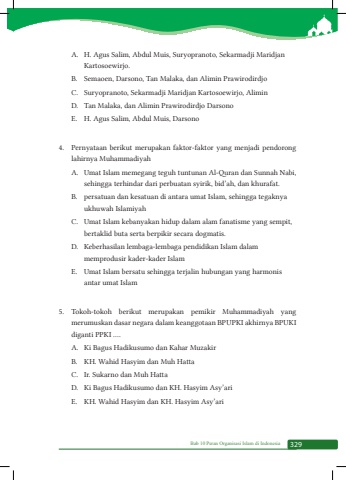 A. H. Agus Salim, Abdul Muis, Suryopranoto, Sekarmadji Maridjan
Kartosoewirjo.
B. Semaoen, Darsono, Tan Malaka, dan Alimin Prawirodirdjo
C. Suryopranoto, Sekarmadji Maridjan Kartosoewirjo, Alimin
D. Tan Malaka, dan Alimin Prawirodirdjo Darsono
E. H. Agus Salim, Abdul Muis, Darsono
4. Pernyataan berikut merupakan faktor-faktor yang menjadi pendorong
lahirnya Muhammadiyah
A. Umat Islam memegang teguh tuntunan Al-Quran dan Sunnah Nabi,
sehingga terhindar dari perbuatan syirik, bid'ah, dan khurafat.
B. persatuan dan kesatuan di antara umat Islam, sehingga tegaknya
ukhuwah Islamiyah
C. Umat Islam kebanyakan hidup dalam alam fanatisme yang sempit,
bertaklid buta serta berpikir secara dogmatis.
D. Keberhasilan lembaga-lembaga pendidikan Islam dalam
memprodusir kader-kader Islam
E. Umat Islam bersatu sehingga terjalin hubungan yang harmonis
antar umat Islam
5. Tokoh-tokoh berikut merupakan pemikir Muhammadiyah yang
merumuskan dasar negara dalam keanggotaan BPUPKI akhirnya BPUKI
diganti PPKI ....
A. Ki Bagus Hadikusumo dan Kahar Muzakir
B. KH. Wahid Hasyim dan Muh Hatta
C. Ir. Sukarno dan Muh Hatta
D. Ki Bagus Hadikusumo dan KH. Hasyim Asy'ari
E. KH. Wahid Hasyim dan KH. Hasyim Asy'ari
Bab 10 Peran Organisasi Islam di Indonesia 329